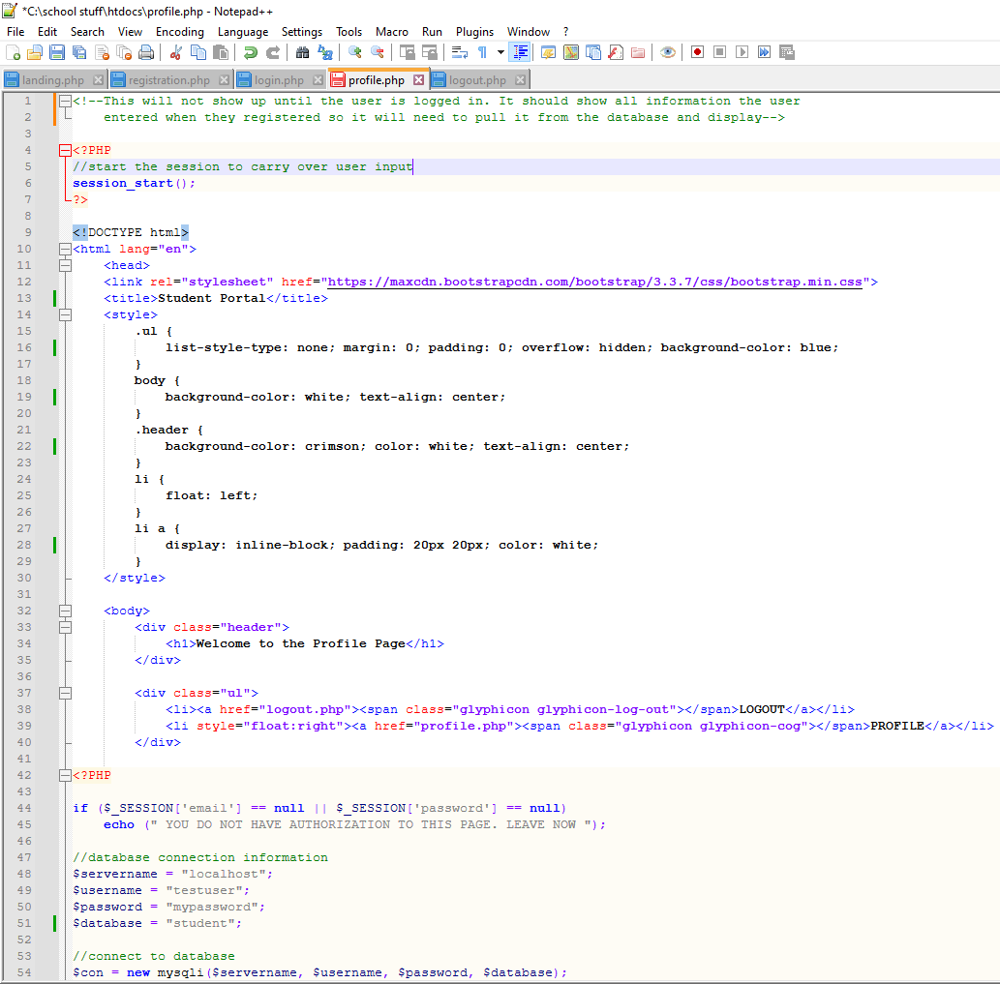 *C:\school stuff\htdocs\profile.php - Notepad++
File Edit Search View Encoding Language Settings Tools Macro Run Plugins Window ?
landing.php registration.php login.php profile.php logout.php
1 <!--This will not show up until the user is logged in. It should show all information the user
2 entered when they registered so it will need to pull it from the database and display-->
3
4 <?PHP
5 //start the session to carry over user input
6 session_start();
7 ?>
8
9 <!DOCTYPE html>
10 <html lang="en">
11 <head>
12 <link rel="stylesheet" href="https://maxcdn.bootstrapcdn.com/bootstrap/3.3.7/css/bootstrap.min.css">
13 <title>Student Portal</title>
14 <style>
15 .ul {
16 list-style-type: none; margin: 0; padding: 0; overflow: hidden; background-color: blue;
17 }
18 body {
19 background-color: white; text-align: center;
20 }
21 .header {
22 background-color: crimson; color: white; text-align: center;
23 }
24 li {
25 float: left;
26 }
27 li a {
28 display: inline-block; padding: 20px 20px; color: white;
29 }
30 </style>
31
32 <body>
33 <div class="header">
34 <h1>Welcome to the Profile Page</h1>
35 </div>
36
37 <div class="ul">
38 <li><a href="logout.php"><span class="glyphicon glyphicon-log-out"></span>LOGOUT</a></li>
39 <li style="float:right"><a href="profile.php"><span class="glyphicon glyphicon-cog"></span>PROFILE</a></li>
40 </div>
41
42 <?PHP
43
44 if ($_SESSION['email'] == null || $_SESSION['password'] == null)
45 echo (" YOU DO NOT HAVE AUTHORIZATION TO THIS PAGE. LEAVE NOW ");
46
47 //database connection information
48 $servername = "localhost";
49 $username = "testuser";
50 $password = "mypassword";
51 $database = "student";
52
53 //connect to database
54 $con = new mysqli($servername, $username, $password, $database);